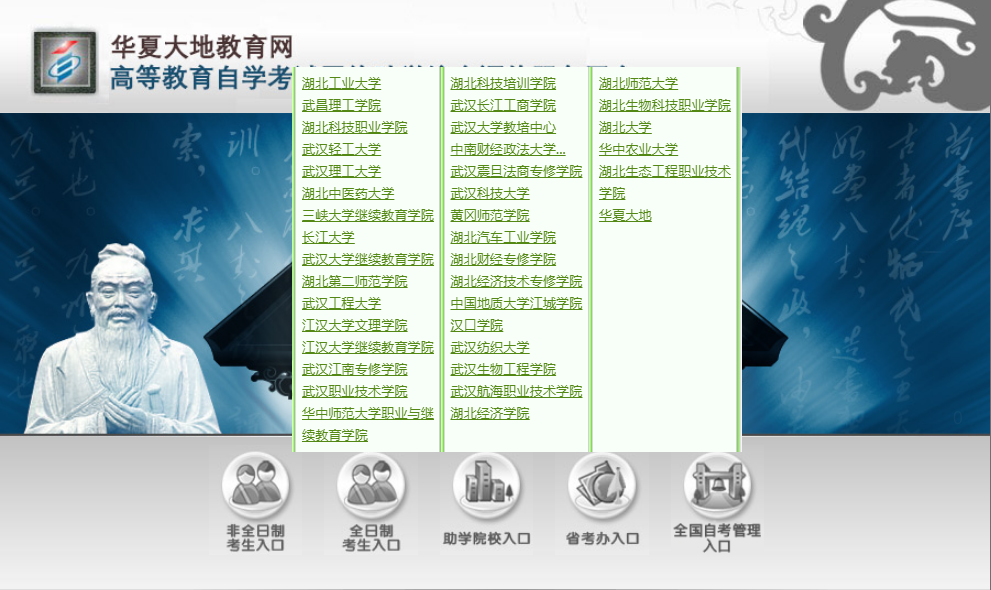 华夏大地教育网
高等教育自学考
湖北工业大学
武昌理工学院
湖北科技职业学院
武汉轻工大学
武汉理工大学
湖北中医药大学
三峡大学继续教育学院
长江大学
武汉大学继续教育学院
湖北第二师范学院
武汉工程大学
江汉大学文理学院
江汉大学继续教育学院
武汉江南专修学院
武汉职业技术学院
华中师范大学职业与继
续教育学院
湖北科技培训学院
武汉长江工商学院
武汉大学教培中心
中南财经政法大学...
武汉震旦法商专修学院
武汉科技大学
黄冈师范学院
湖北汽车工业学院
湖北财经专修学院
湖北经济技术专修学院
中国地质大学江城学院
汉口学院
武汉纺织大学
武汉生物工程学院
武汉航海职业技术学院
湖北经济学院
湖北师范大学
湖北生物科技职业学院
湖北大学
华中农业大学
湖北生态工程职业技术
学院
华夏大地
非全日制
考生入口
全日制
考生入口
助学院校入口
省考办入口
全国自考管理
入口